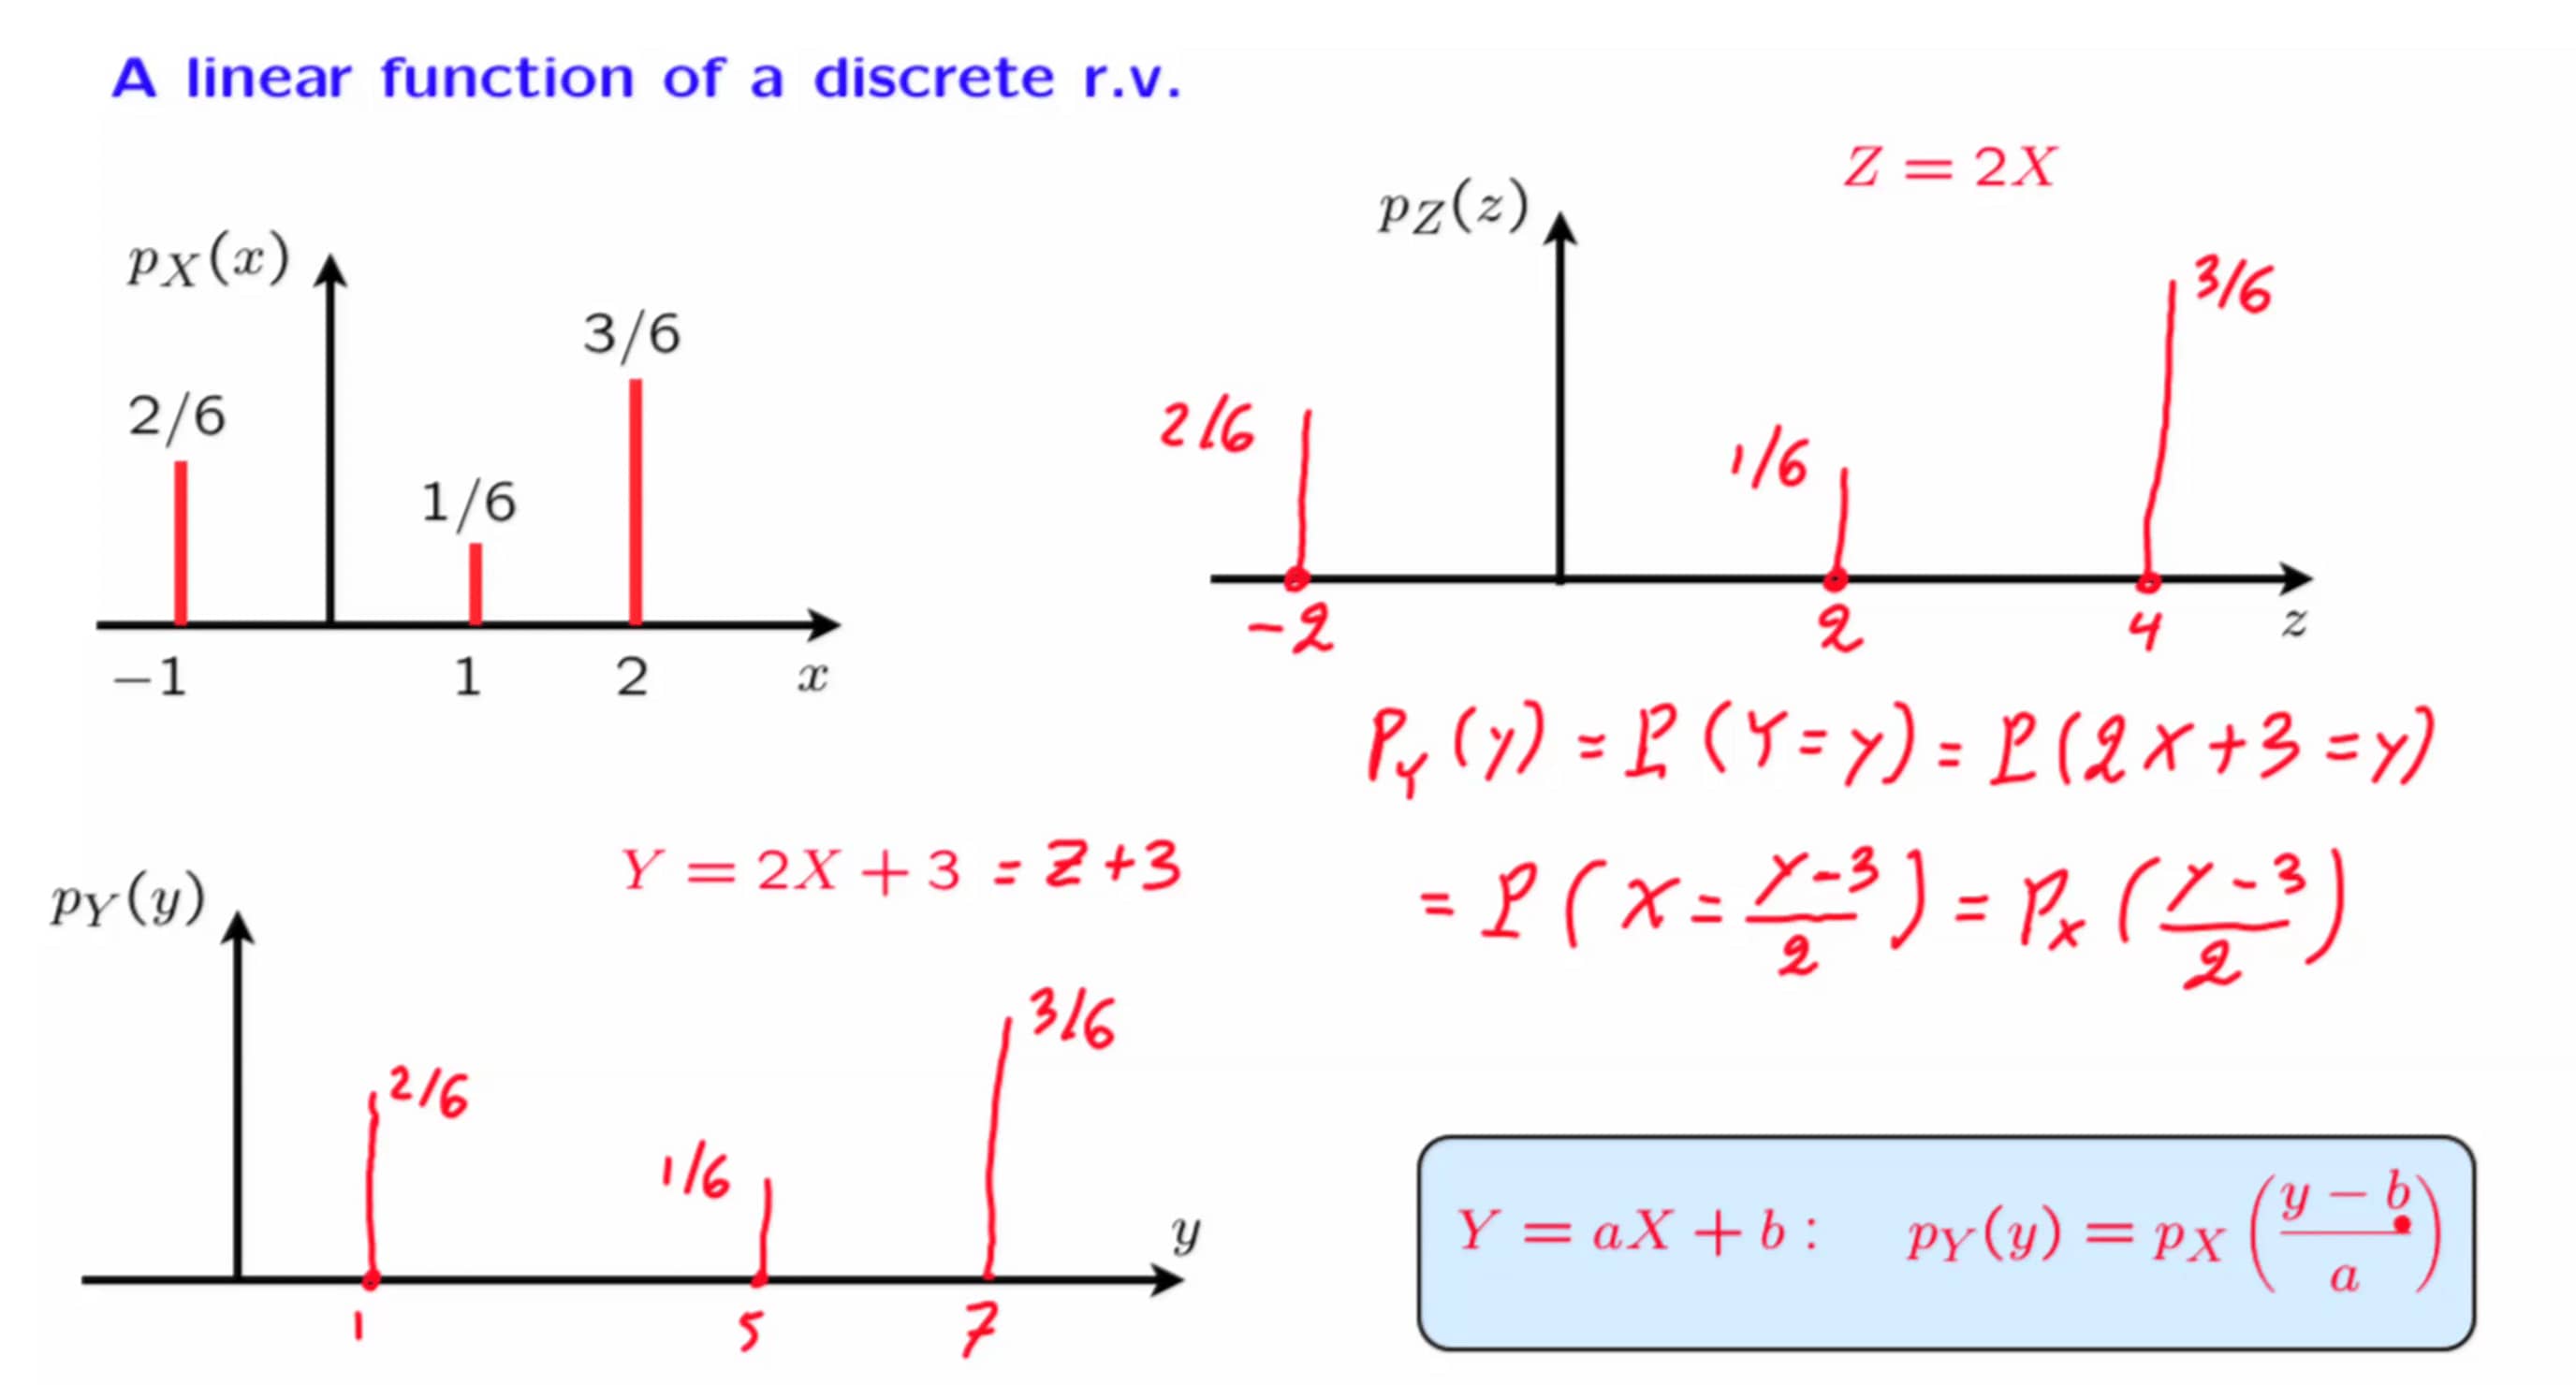 A linear function of a discrete r.v.
Z = 2X
p_X(x)
2/6
1/6
3/6
−1 1 2 x
p_Z(z)
2/6
1/6
3/6
-2 2 4 z
P_Y(y) = P(Y=y) = P(2X+3=y)
= P(X = (y-3)/2) = P_X((y-3)/2)
Y = 2X + 3 = Z+3
p_Y(y)
2/6
1/6
3/6
y
1 5 7
Y = aX + b : p_Y(y) = p_X((y − b)/a)